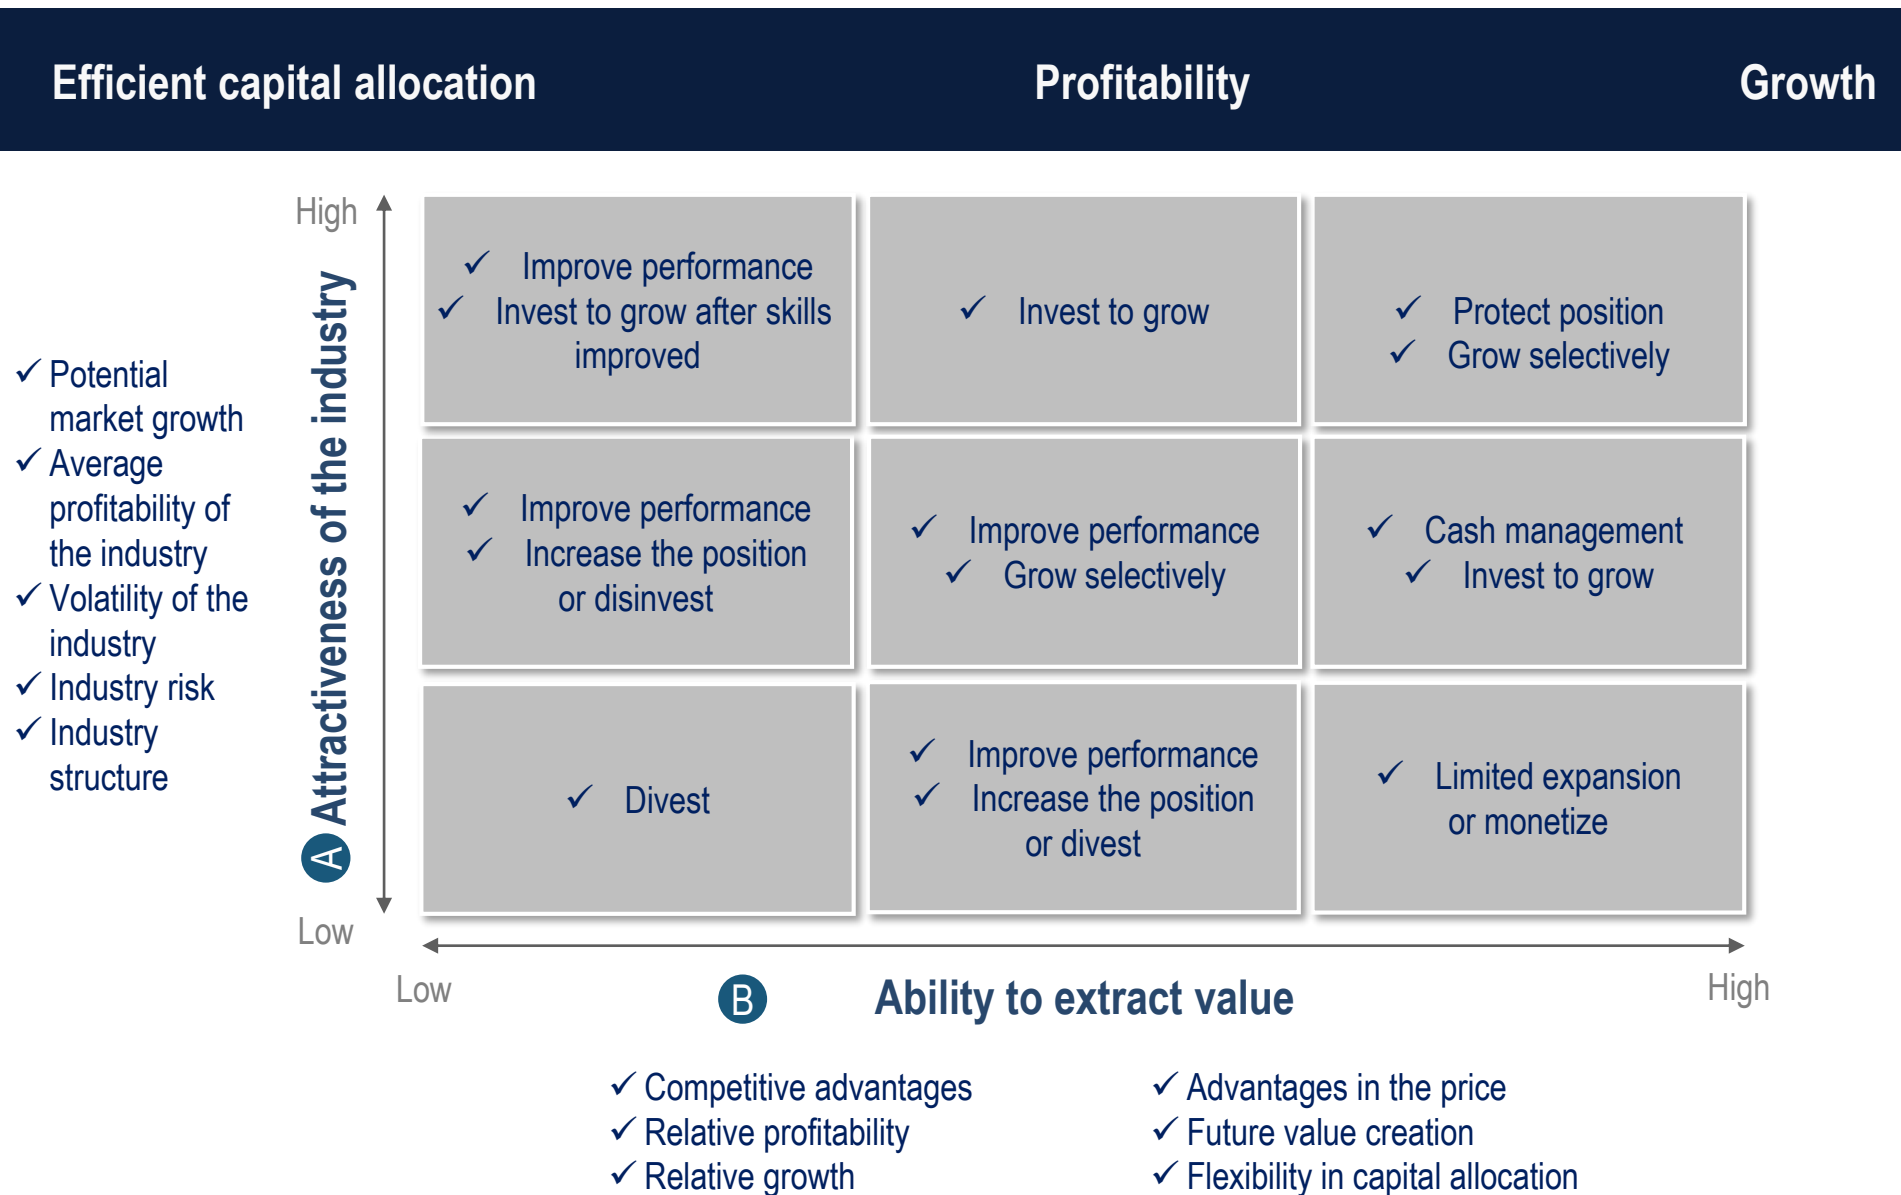 Efficient capital allocation
Profitability
Growth
High
Attractiveness of the industry
A
Low
✓ Potential
market growth
✓ Average
profitability of
the industry
✓ Volatility of the
industry
✓ Industry risk
✓ Industry
structure
✓ Improve performance
✓ Invest to grow after skills
improved
✓ Invest to grow
✓ Protect position
✓ Grow selectively
✓ Improve performance
✓ Increase the position
or disinvest
✓ Improve performance
✓ Grow selectively
✓ Cash management
✓ Invest to grow
✓ Divest
✓ Improve performance
✓ Increase the position
or divest
✓ Limited expansion
or monetize
Low
B
Ability to extract value
High
✓ Competitive advantages
✓ Relative profitability
✓ Relative growth
✓ Advantages in the price
✓ Future value creation
✓ Flexibility in capital allocation